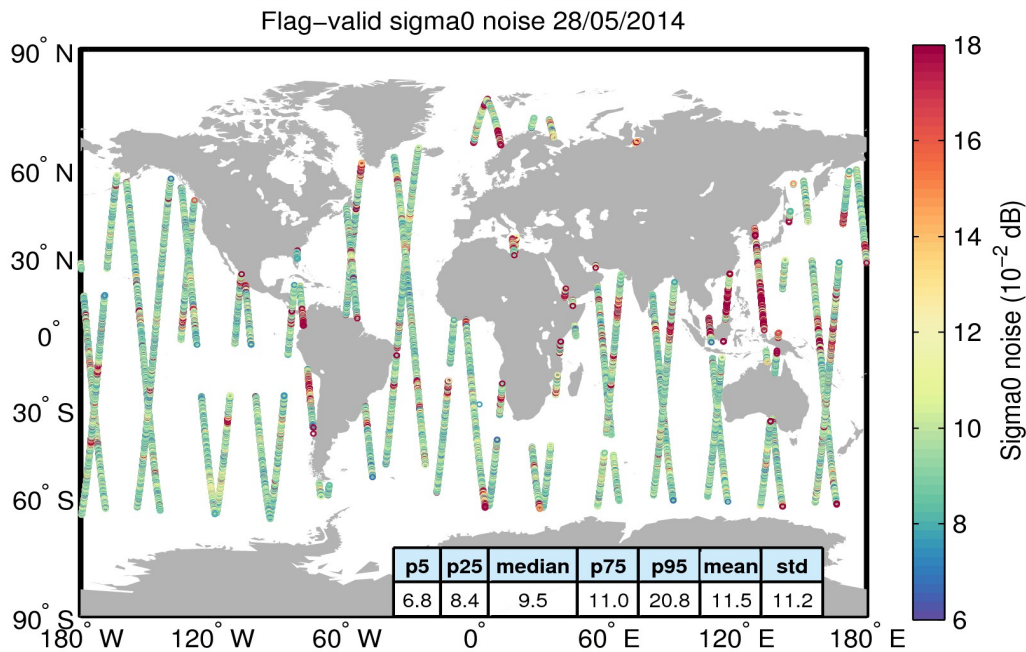 Flag−valid sigma0 noise 28/05/2014
90° N
60° N
30° N
0°
30° S
60° S
90° S
180° W
120° W
60° W
0°
60° E
120° E
180° E
p5 p25 median p75 p95 mean std
6.8 8.4 9.5 11.0 20.8 11.5 11.2
18
16
14
12
10
8
6
Sigma0 noise (10⁻² dB)